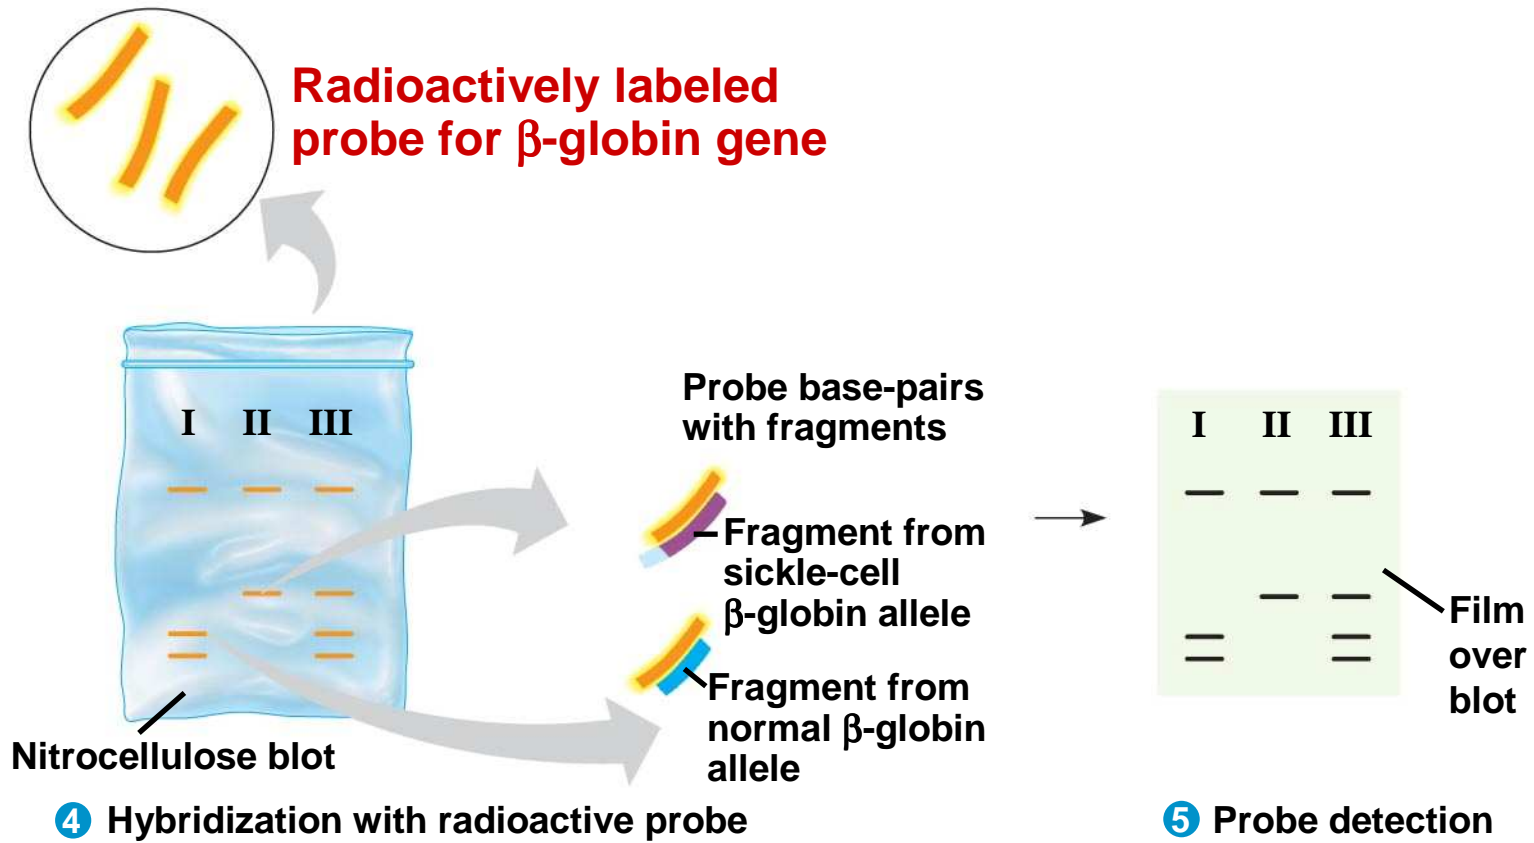 Radioactively labeled
probe for β-globin gene
I II III
Probe base-pairs
with fragments
Fragment from
sickle-cell
β-globin allele
Fragment from
normal β-globin
allele
Nitrocellulose blot
4 Hybridization with radioactive probe
I II III
Film
over
blot
5 Probe detection